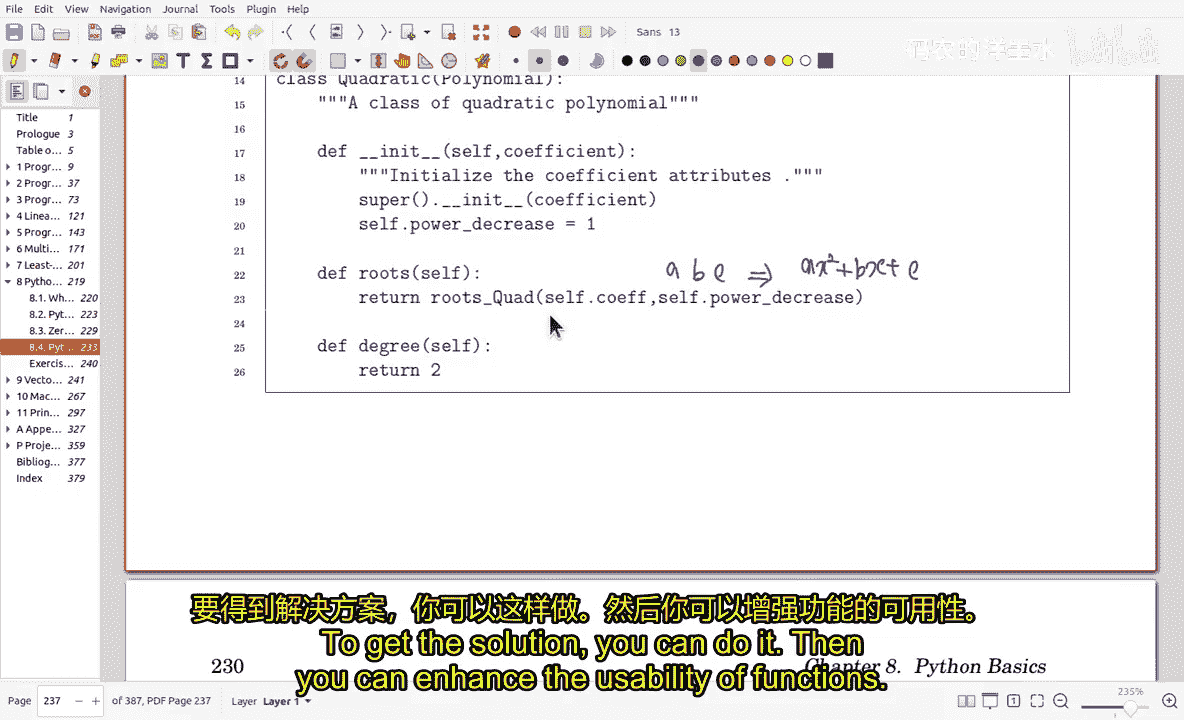 File Edit View Navigation Journal Tools Plugin Help
Sans 13
Title 1
Prologue 3
Table o... 5
1 Progr... 9
2 Progr... 37
3 Progr... 73
4 Linea... 121
5 Progr... 143
6 Multi... 171
7 Least-... 201
8 Pytho... 219
8.1. Wh... 220
8.2. Pyt... 223
8.3. Zer... 229
8.4. Pyt ... 233
Exercis... 240
9 Vecto... 241
10 Mac... 267
11 Prin... 297
A Appe... 327
P Proje... 359
Bibliog... 377
Index 379
14 class Quadratic(Polynomial):
15 """A class of quadratic polynomial"""
16
17 def __init__(self,coefficient):
18 """Initialize the coefficient attributes ."""
19 super().__init__(coefficient)
20 self.power_decrease = 1
21
22 def roots(self):
a b c ⇒ ax²+bx+c
23 return roots_Quad(self.coeff,self.power_decrease)
24
25 def degree(self):
26 return 2
要得到解决方案，你可以这样做。然后你可以增强功能的可用性。
To get the solution, you can do it. Then
you can enhance the usability of functions.
230 Chapter 8. Python Basics
Page 237 of 387, PDF Page 237 Layer Layer 1
235%